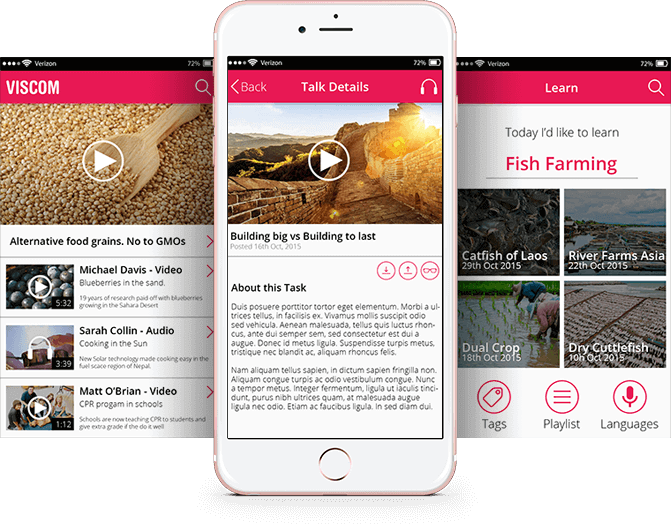 Verizon 72%
VISCOM
Alternative food grains. No to GMOs
Michael Davis - Video
Blueberries in the sand.
19 years of research paid off with blueberries
growing in the Sahara Desert
5:32
Sarah Collin - Audio
Cooking in the Sun
New Solar technology made cooking easy in the
fuel scace region of Nepal.
3:39
Matt O'Brian - Video
CPR progam in schools
Schools are now teaching CPR to students and
give extra grade if the do it well
1:12
Verizon 72%
Back Talk Details
Building big vs Building to last
Posted 16th Oct, 2015
About this Task
Duis posuere porttitor tortor eget elementum. Morbi a ul-
trices tellus, in facilisis ex. Vivamus mollis suscipit odio
sed vehicula. Aenean malesuada, tellus quis luctus rhon-
cus, ante dui semper sem, sed consectetur est dui a
augue. Donec id metus ligula. Suspendisse turpis metus,
tristique nec blandit ac, aliquam rhoncus felis.
Nam aliquam tellus sapien, in dictum sapien fringilla non.
Aliquam congue turpis ac odio vestibulum congue. Nunc
a tempor metus. Integer fermentum, ligula ut iaculis tinci-
dunt, purus nibh ultrices quam, at malesuada augue
ligula nec odio. Etiam ac faucibus ligula. In sed diam dui.
Verizon 72%
Learn
Today I'd like to learn
Fish Farming
Catfish of Laos
29th Oct 2015
River Farms Asia
22th Oct 2015
Dual Crop
18th Oct 2015
Dry Cuttlefish
10th Oct 2015
Tags
Playlist
Languages